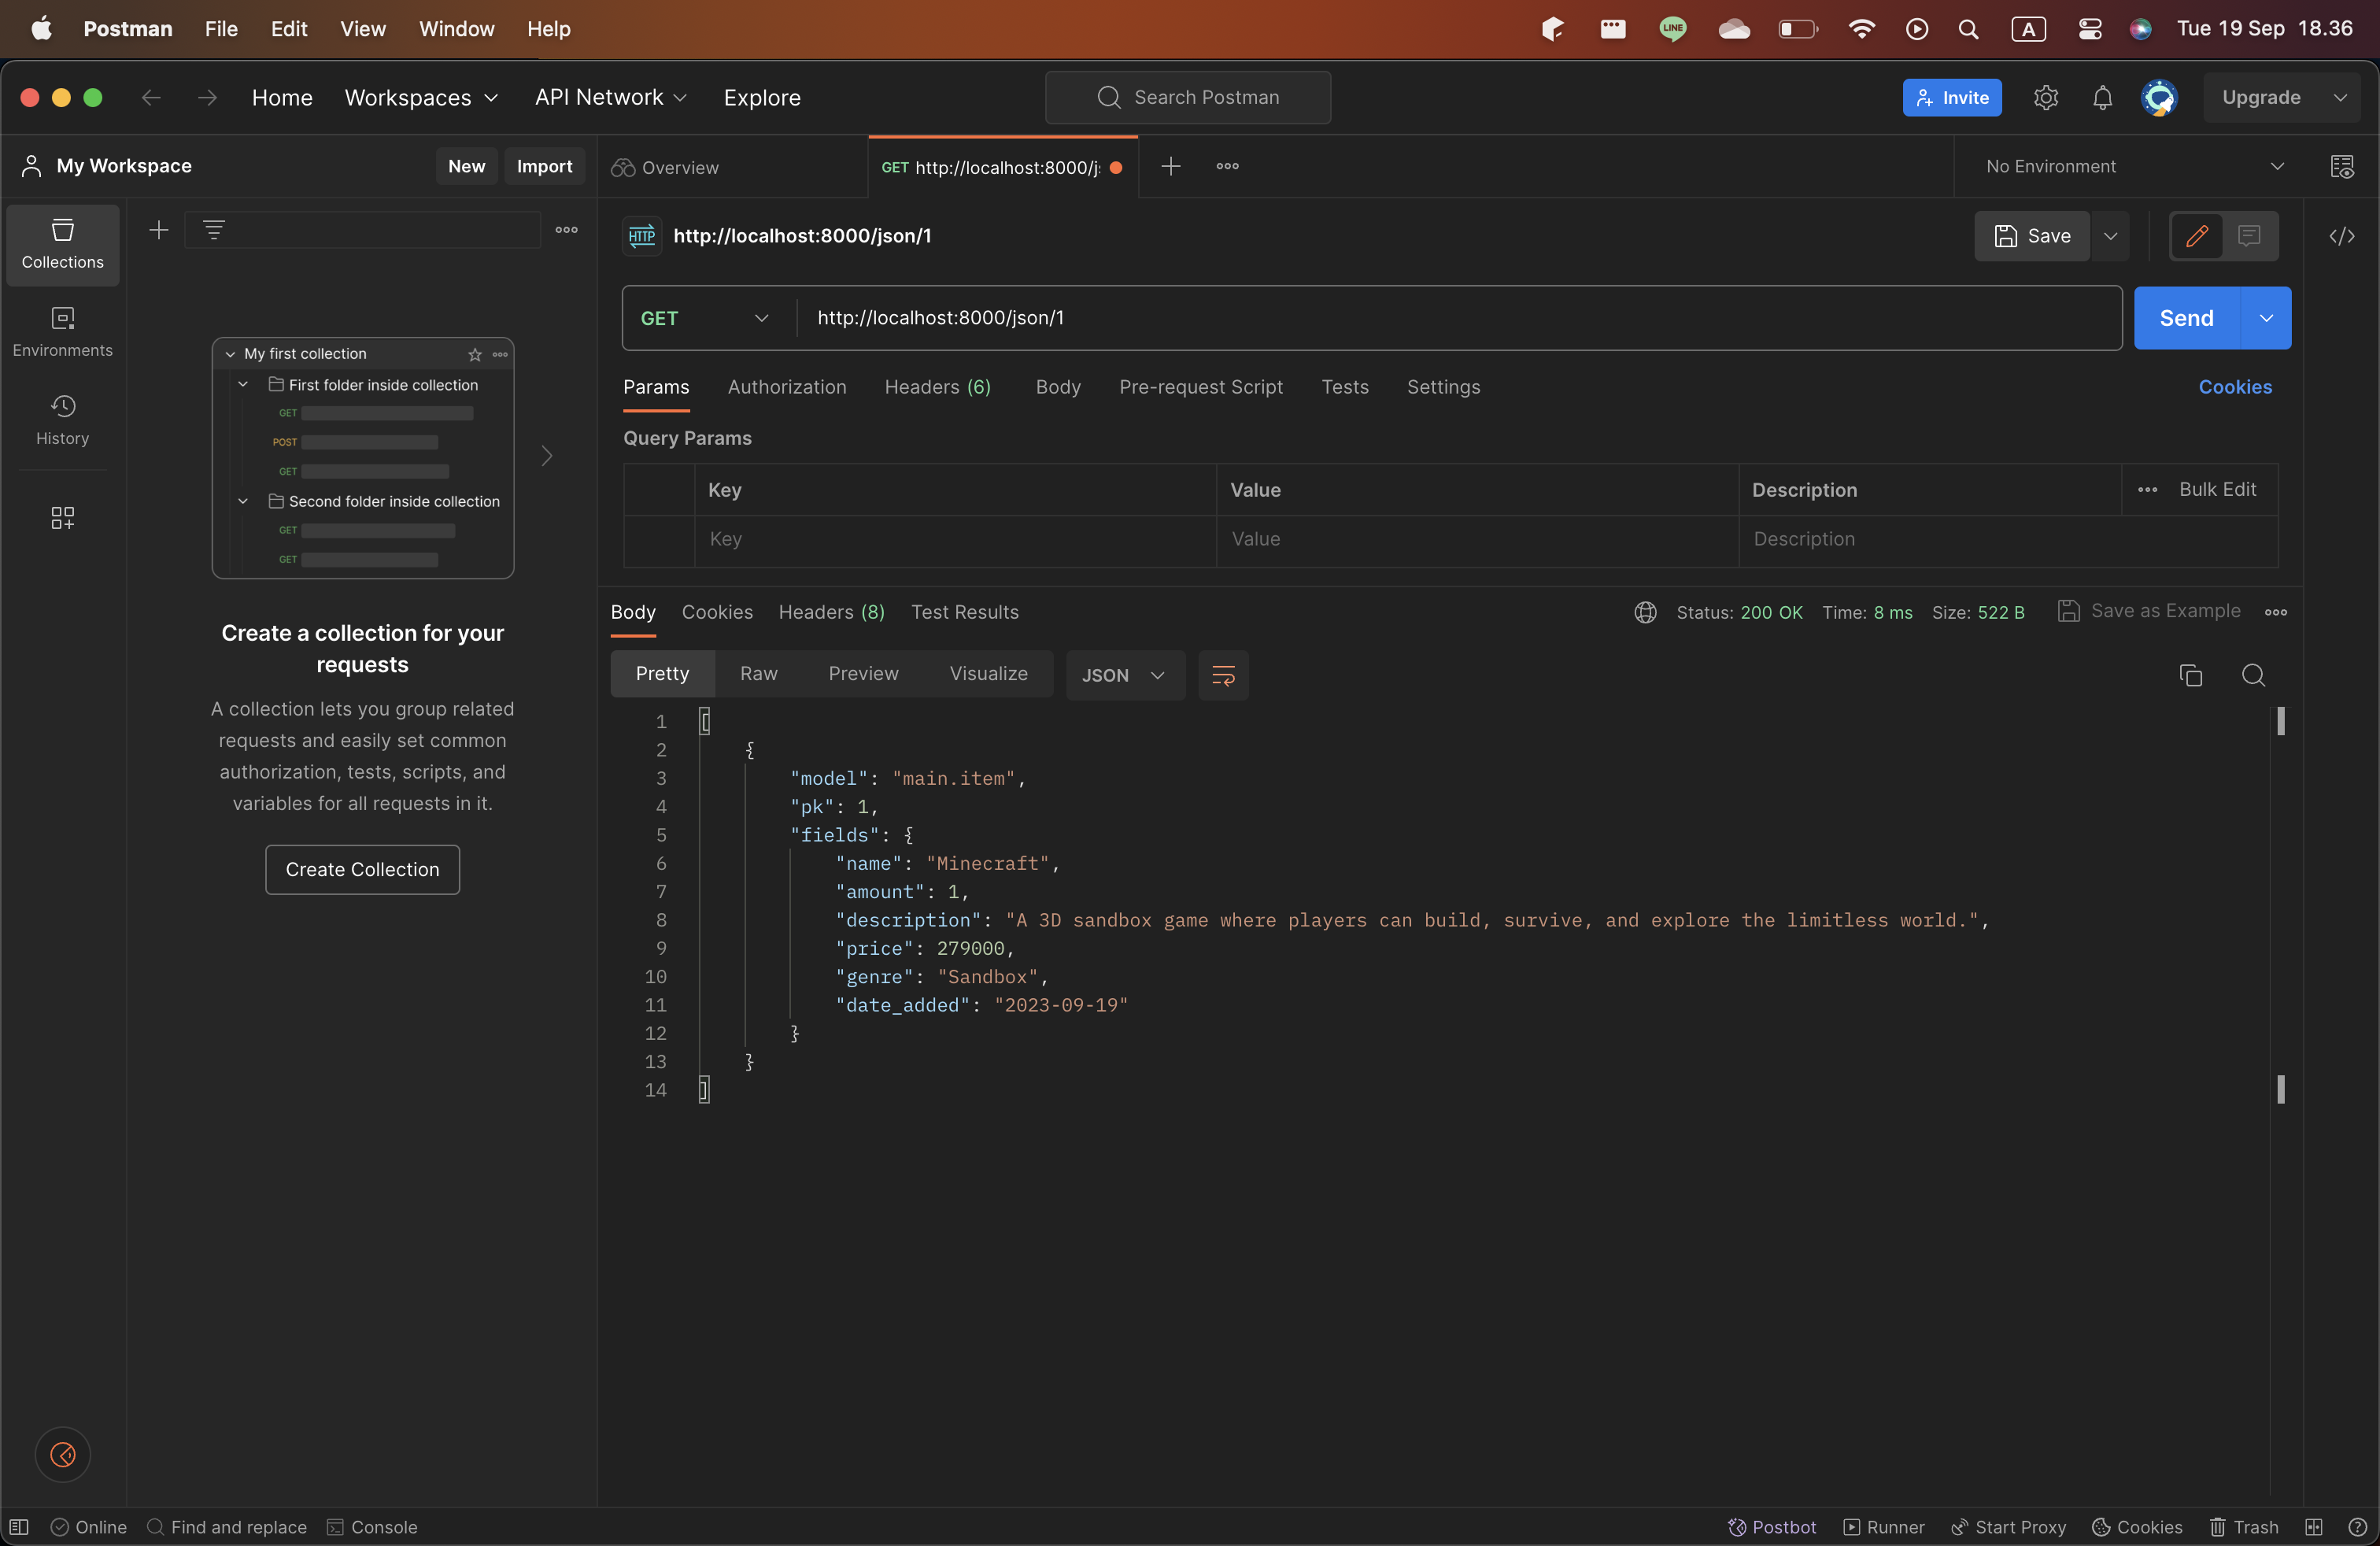 Postman File Edit View Window Help LINE A Tue 19 Sep 18.36
Home Workspaces API Network Explore Search Postman Invite Upgrade
My Workspace New Import Overview GET http://localhost:8000/j No Environment
Collections
HTTP http://localhost:8000/json/1 Save
GET http://localhost:8000/json/1 Send
Environments
History
My first collection
First folder inside collection
GET
POST
GET
Second folder inside collection
GET
GET
Create a collection for your
requests
A collection lets you group related
requests and easily set common
authorization, tests, scripts, and
variables for all requests in it.
Create Collection
Params Authorization Headers (6) Body Pre-request Script Tests Settings Cookies
Query Params
Key Value Description Bulk Edit
Key Value Description
Body Cookies Headers (8) Test Results Status: 200 OK Time: 8 ms Size: 522 B Save as Example
Pretty Raw Preview Visualize JSON
1 [
2 {
3 "model": "main.item",
4 "pk": 1,
5 "fields": {
6 "name": "Minecraft",
7 "amount": 1,
8 "description": "A 3D sandbox game where players can build, survive, and explore the limitless world.",
9 "price": 279000,
10 "genre": "Sandbox",
11 "date_added": "2023-09-19"
12 }
13 }
14 ]
Online Find and replace Console Postbot Runner Start Proxy Cookies Trash